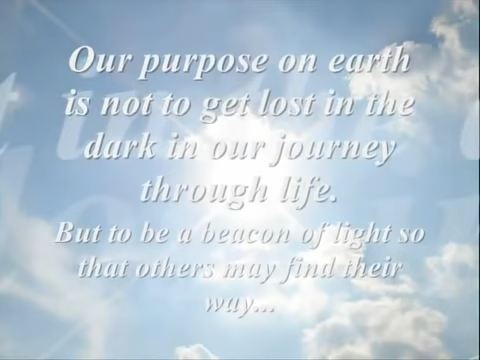 Our purpose on earth
is not to get lost in the
dark in our journey
through life.
But to be a beacon of light so
that others may find their
way...